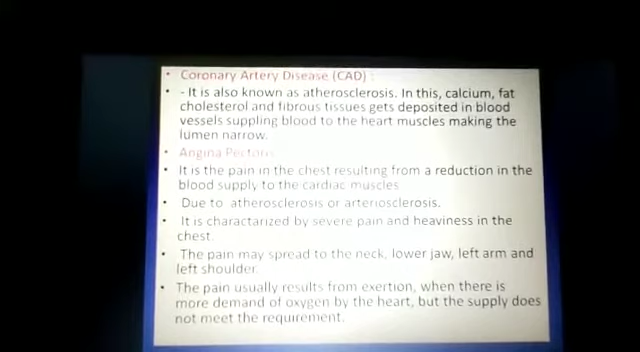 • Coronary Artery Disease (CAD) :
• - It is also known as atherosclerosis. In this, calcium, fat
cholesterol and fibrous tissues gets deposited in blood
vessels suppling blood to the heart muscles making the
lumen narrow.
• Angina Pectoris
• It is the pain in the chest resulting from a reduction in the
blood supply to the cardiac muscles
• Due to atherosclerosis or arteriosclerosis.
• It is charactarized by severe pain and heaviness in the
chest.
• The pain may spread to the neck, lower jaw, left arm and
left shoulder.
• The pain usually results from exertion, when there is
more demand of oxygen by the heart, but the supply does
not meet the requirement.